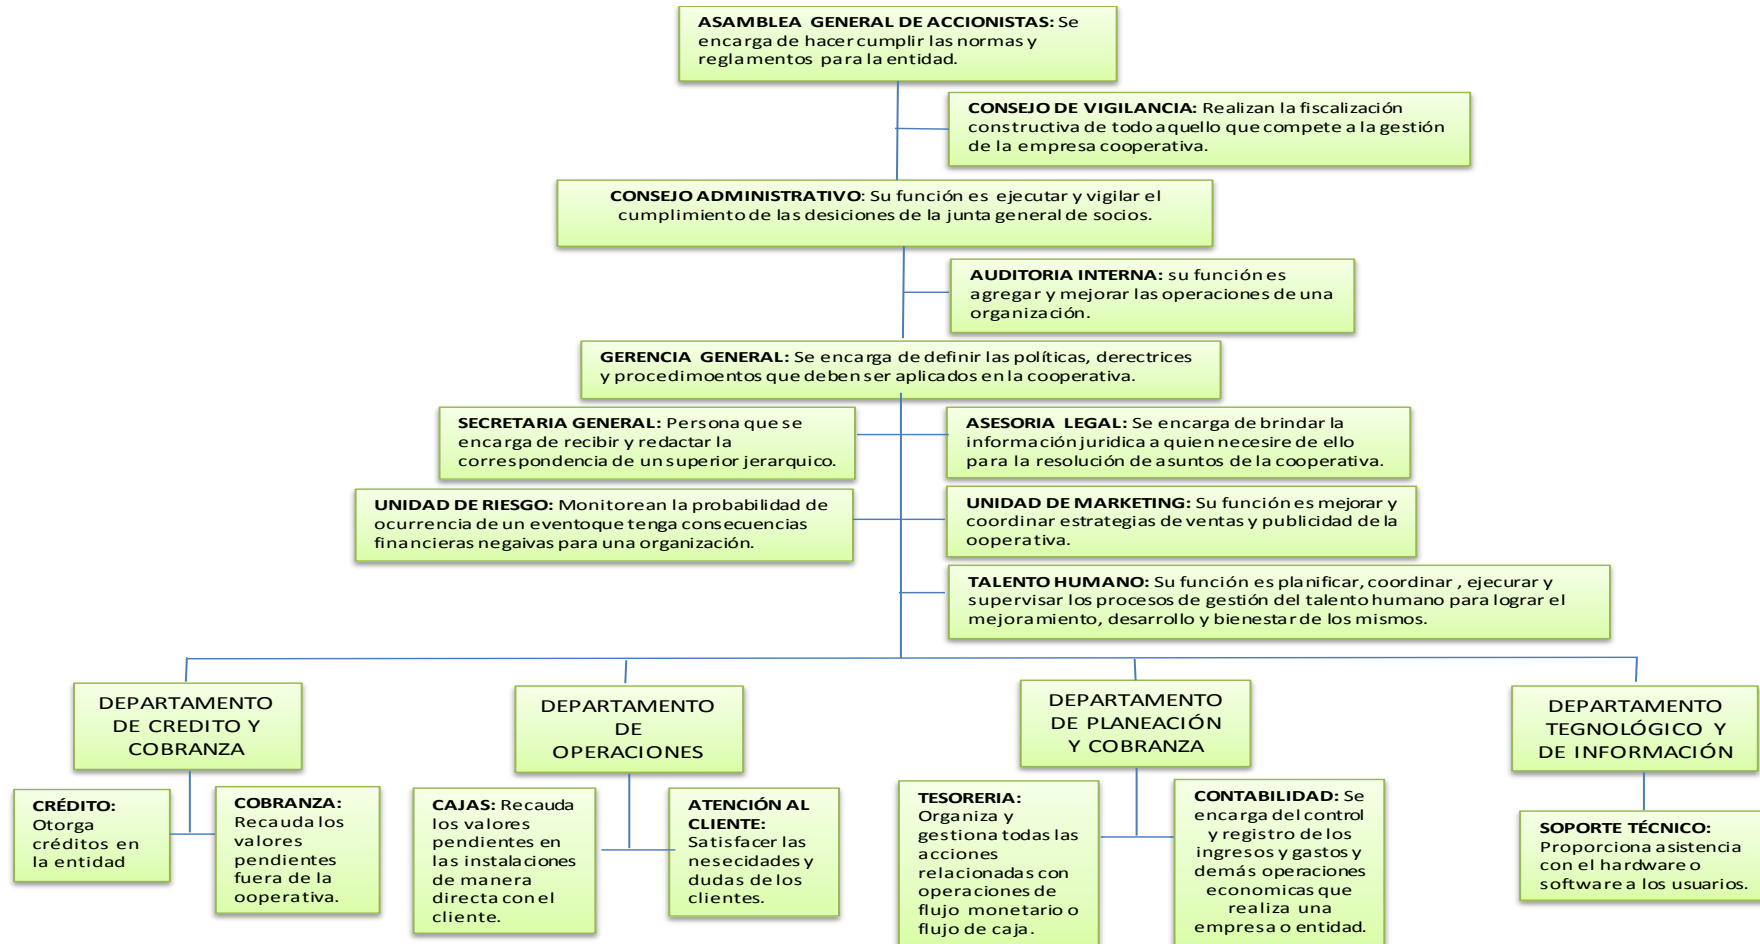 ASAMBLEA GENERAL DE ACCIONISTAS: Se
encarga de hacer cumplir las normas y
reglamentos para la entidad.
CONSEJO DE VIGILANCIA: Realizan la fiscalización
constructiva de todo aquello que compete a la gestión
de la empresa cooperativa.
CONSEJO ADMINISTRATIVO: Su función es ejecutar y vigilar el
cumplimiento de las desiciones de la junta general de socios.
AUDITORIA INTERNA: su función es
agregar y mejorar las operaciones de una
organización.
GERENCIA GENERAL: Se encarga de definir las políticas, derectrices
y procedimoentos que deben ser aplicados en la cooperativa.
SECRETARIA GENERAL: Persona que se
encarga de recibir y redactar la
correspondencia de un superior jerarquico.
ASESORIA LEGAL: Se encarga de brindar la
información juridica a quien necesire de ello
para la resolución de asuntos de la cooperativa.
UNIDAD DE RIESGO: Monitorean la probabilidad de
ocurrencia de un eventoque tenga consecuencias
financieras negaivas para una organización.
UNIDAD DE MARKETING: Su función es mejorar y
coordinar estrategias de ventas y publicidad de la
ooperativa.
TALENTO HUMANO: Su función es planificar, coordinar , ejecurar y
supervisar los procesos de gestión del talento humano para lograr el
mejoramiento, desarrollo y bienestar de los mismos.
DEPARTAMENTO
DE CREDITO Y
COBRANZA
DEPARTAMENTO
DE
OPERACIONES
DEPARTAMENTO
DE PLANEACIÓN
Y COBRANZA
DEPARTAMENTO
TEGNOLÓGICO Y
DE INFORMACIÓN
CRÉDITO:
Otorga
créditos en
la entidad
COBRANZA:
Recauda los
valores
pendientes
fuera de la
ooperativa.
CAJAS: Recauda
los valores
pendientes en
las instalaciones
de manera
directa con el
cliente.
ATENCIÓN AL
CLIENTE:
Satisfacer las
nesecidades y
dudas de los
clientes.
TESORERIA:
Organiza y
gestiona todas las
acciones
relacionadas con
operaciones de
flujo monetario o
flujo de caja.
CONTABILIDAD: Se
encarga del control
y registro de los
ingresos y gastos y
demás operaciones
economicas que
realiza una
empresa o entidad.
SOPORTE TÉCNICO:
Proporciona asistencia
con el hardware o
software a los usuarios.